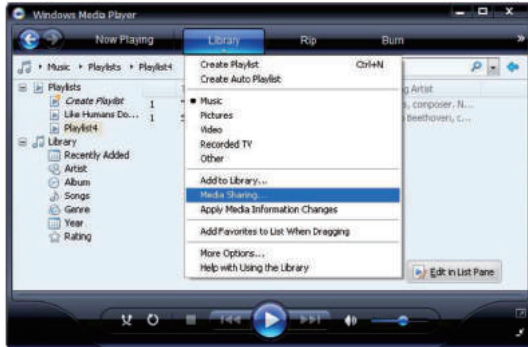 Windows Media Player
Now Playing Library Rip Burn »
Music Playlists Playlist4
Create Playlist Ctrl+N
Create Auto Playlist
Music
Pictures
Video
Recorded TV
Other
Add to Library...
Media Sharing...
Apply Media Information Changes
Add Favorites to List When Dragging
More Options...
Help with Using the Library
Playlists
Create Playlist 1
Like Humans Do... 1
Playlist4
Library
Recently Added
Artist
Album
Songs
Genre
Year
Rating
g Artist
, composer, N...
Beethoven, c...
Edit in List Pane